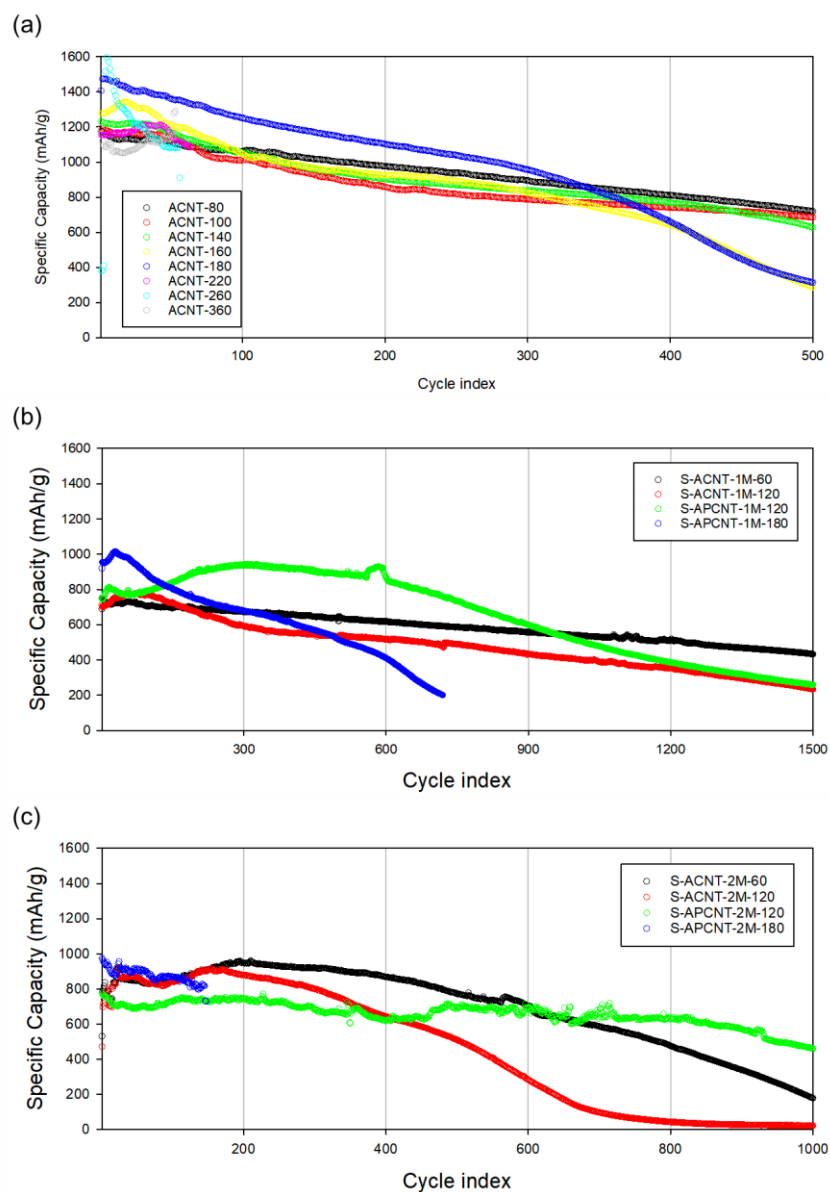 (a)
1600
1400
1200
1000
800
600
400
200
0
Specific Capacity (mAh/g)
ACNT-80
ACNT-100
ACNT-140
ACNT-160
ACNT-180
ACNT-220
ACNT-260
ACNT-360
100
200
300
400
500
Cycle index
(b)
1600
1400
1200
1000
800
600
400
200
0
Specific Capacity (mAh/g)
S-ACNT-1M-60
S-ACNT-1M-120
S-APCNT-1M-120
S-APCNT-1M-180
300
600
900
1200
1500
Cycle index
(c)
1600
1400
1200
1000
800
600
400
200
0
Specific Capacity (mAh/g)
S-ACNT-2M-60
S-ACNT-2M-120
S-APCNT-2M-120
S-APCNT-2M-180
200
400
600
800
1000
Cycle index